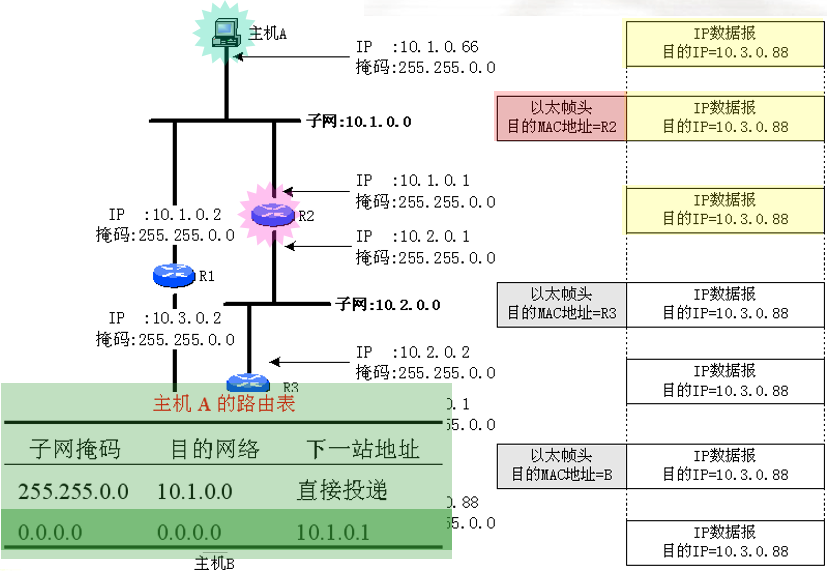 主机A
IP :10.1.0.66
掩码:255.255.0.0
子网:10.1.0.0
IP :10.1.0.1
掩码:255.255.0.0
R2
IP :10.1.0.2
掩码:255.255.0.0
IP :10.2.0.1
掩码:255.255.0.0
R1
子网:10.2.0.0
IP :10.3.0.2
掩码:255.255.0.0
IP :10.2.0.2
掩码:255.255.0.0
R3
0.1
55.0.0
0.88
55.0.0
主机 A 的路由表
子网掩码 目的网络 下一站地址
255.255.0.0 10.1.0.0 直接投递
0.0.0.0 0.0.0.0 10.1.0.1
主机B
IP数据报
目的IP=10.3.0.88
以太帧头
目的MAC地址=R2
IP数据报
目的IP=10.3.0.88
IP数据报
目的IP=10.3.0.88
以太帧头
目的MAC地址=R3
IP数据报
目的IP=10.3.0.88
IP数据报
目的IP=10.3.0.88
以太帧头
目的MAC地址=B
IP数据报
目的IP=10.3.0.88
IP数据报
目的IP=10.3.0.88